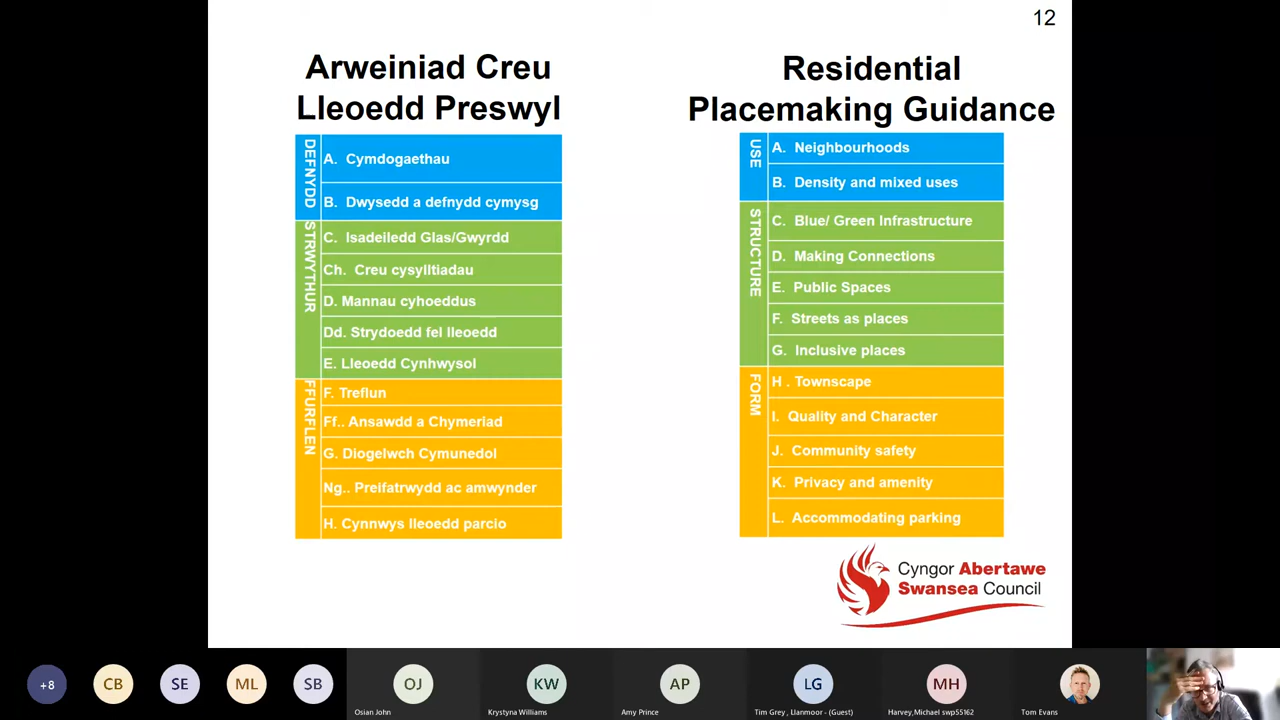 12
Arweiniad Creu
Lleoedd Preswyl
DEFNYDD
A. Cymdogaethau
B. Dwysedd a defnydd cymysg
STRWYTHUR
C. Isadeiledd Glas/Gwyrdd
Ch. Creu cysylltiadau
D. Mannau cyhoeddus
Dd. Strydoedd fel lleoedd
E. Lleoedd Cynhwysol
FFURFLEN
F. Treflun
Ff.. Ansawdd a Chymeriad
G. Diogelwch Cymunedol
Ng.. Preifatrwydd ac amwynder
H. Cynnwys lleoedd parcio
Residential
Placemaking Guidance
USE
A. Neighbourhoods
B. Density and mixed uses
STRUCTURE
C. Blue/ Green Infrastructure
D. Making Connections
E. Public Spaces
F. Streets as places
G. Inclusive places
FORM
H . Townscape
I. Quality and Character
J. Community safety
K. Privacy and amenity
L. Accommodating parking
Cyngor Abertawe
Swansea Council
+8
CB
SE
ML
SB
OJ
Osian John
KW
Krystyna Williams
AP
Amy Prince
LG
Tim Grey , Llanmoor - (Guest)
MH
Harvey,Michael swp55162
Tom Evans